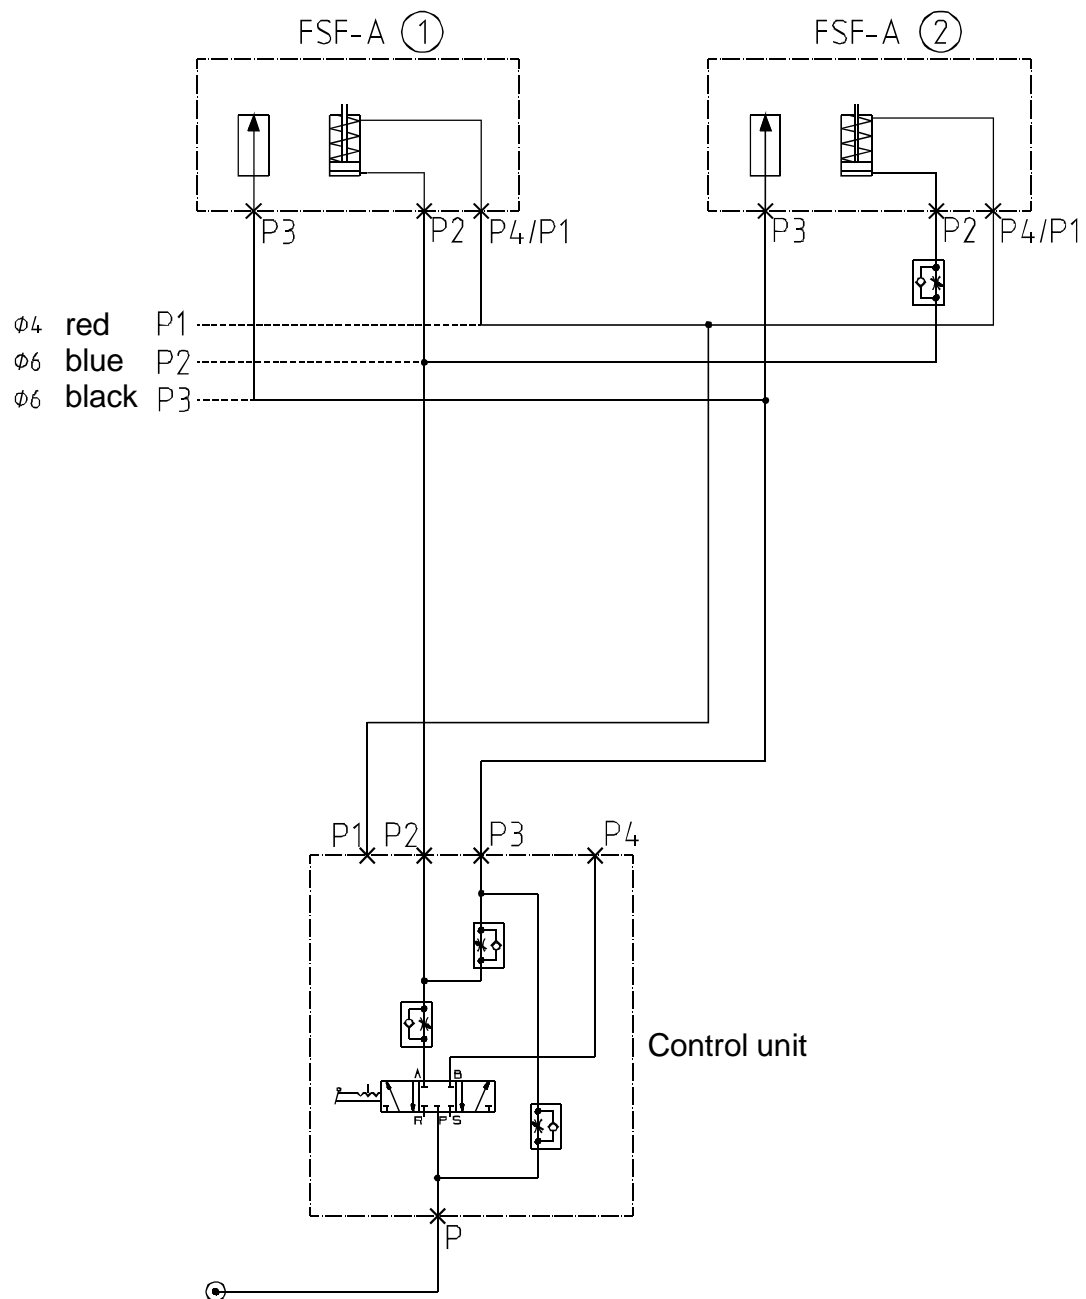 FSF-A ①
FSF-A ②
P3
P2
P4/P1
P3
P2
P4/P1
Φ4 red P1
Φ6 blue P2
Φ6 black P3
P1
P2
P3
P4
Control unit
A
B
R
P
S
P